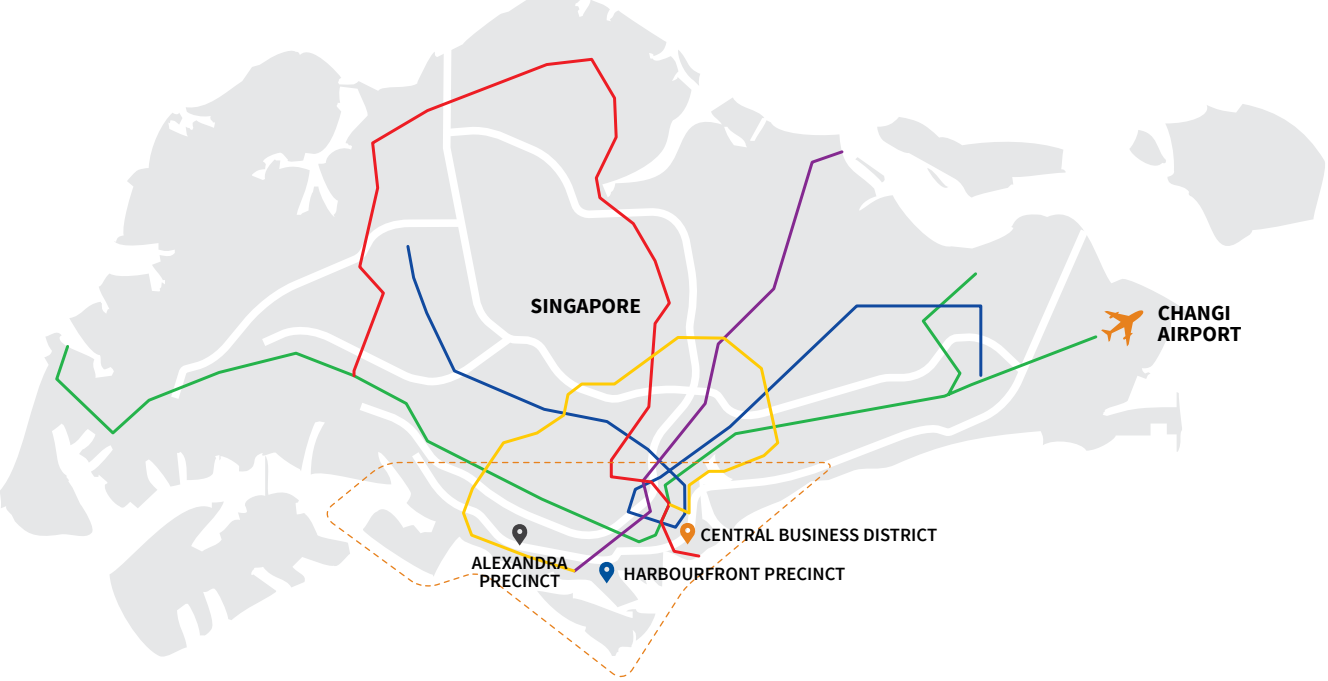 SINGAPORE
CHANGI
AIRPORT
CENTRAL BUSINESS DISTRICT
ALEXANDRA
PRECINCT
HARBOURFRONT PRECINCT